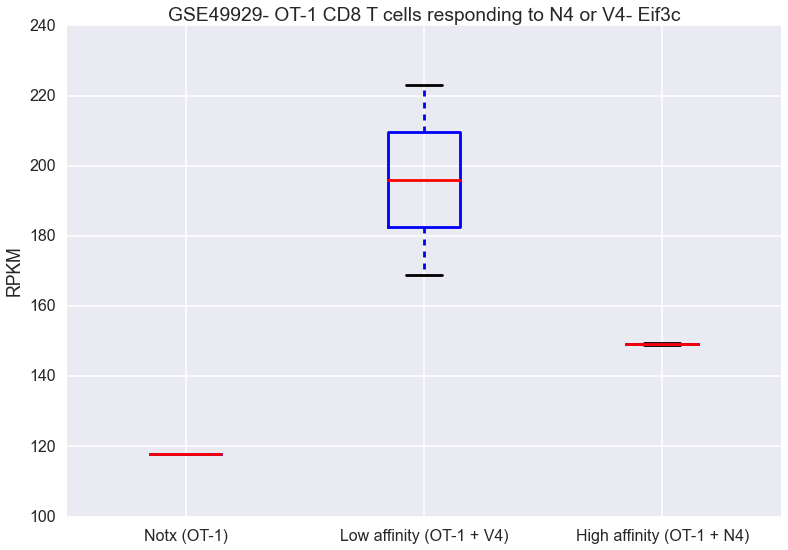 GSE49929- OT-1 CD8 T cells responding to N4 or V4- Eif3c
240
220
200
180
160
140
120
100
RPKM
Notx (OT-1)
Low affinity (OT-1 + V4)
High affinity (OT-1 + N4)